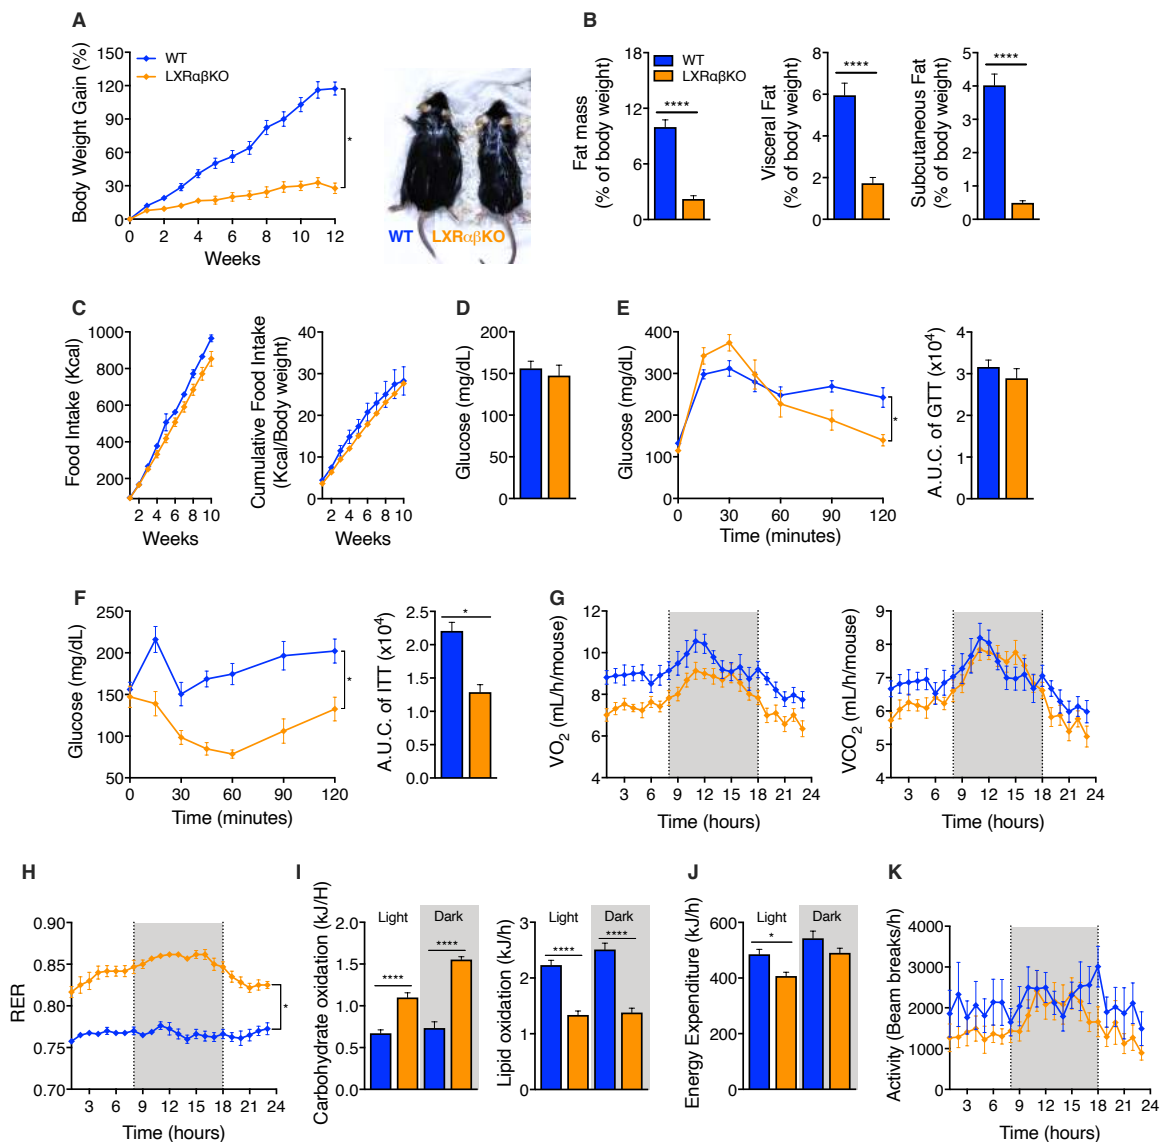 A
Body Weight Gain (%)
150
120
90
60
30
0
WT
LXRαβKO
*
0 2 4 6 8 10 12
Weeks
WT LXRαβKO
B
Fat mass
(% of body weight)
18
12
6
0
WT
LXRαβKO
****
Visceral Fat
(% of body weight)
8
6
4
2
0
****
Subcutaneous Fat
(% of body weight)
5
4
3
2
1
0
****
C
Food Intake (Kcal)
1000
800
600
400
200
2 4 6 8 10
Weeks
Cumulative Food Intake
(Kcal/Body weight)
40
30
20
10
0
2 4 6 8 10
Weeks
D
Glucose (mg/dL)
200
150
100
50
0
E
Glucose (mg/dL)
400
300
200
100
0
*
0 30 60 90 120
Time (minutes)
A.U.C. of GTT (x10⁴)
4
3
2
1
0
F
Glucose (mg/dL)
250
200
150
100
50
*
0 30 60 90 120
Time (minutes)
A.U.C. of ITT (x10⁴)
2.5
2.0
1.5
1.0
0.5
0.0
*
G
VO₂ (mL/h/mouse)
12
10
8
6
4
3 6 9 12 15 18 21 24
Time (hours)
VCO₂ (mL/h/mouse)
9
8
7
6
5
4
3 6 9 12 15 18 21 24
Time (hours)
H
RER
0.90
0.85
0.80
0.75
0.70
*
3 6 9 12 15 18 21 24
Time (hours)
I
Carbohydrate oxidation (kJ/H)
2.0
1.5
1.0
0.5
0.0
Light Dark
****
****
Lipid oxidation (kJ/h)
3
2
1
0
Light Dark
****
****
J
Energy Expenditure (kJ/h)
600
400
200
0
Light Dark
*
K
Activity (Beam breaks/h)
4000
3000
2000
1000
0
3 6 9 12 15 18 21 24
Time (hours)